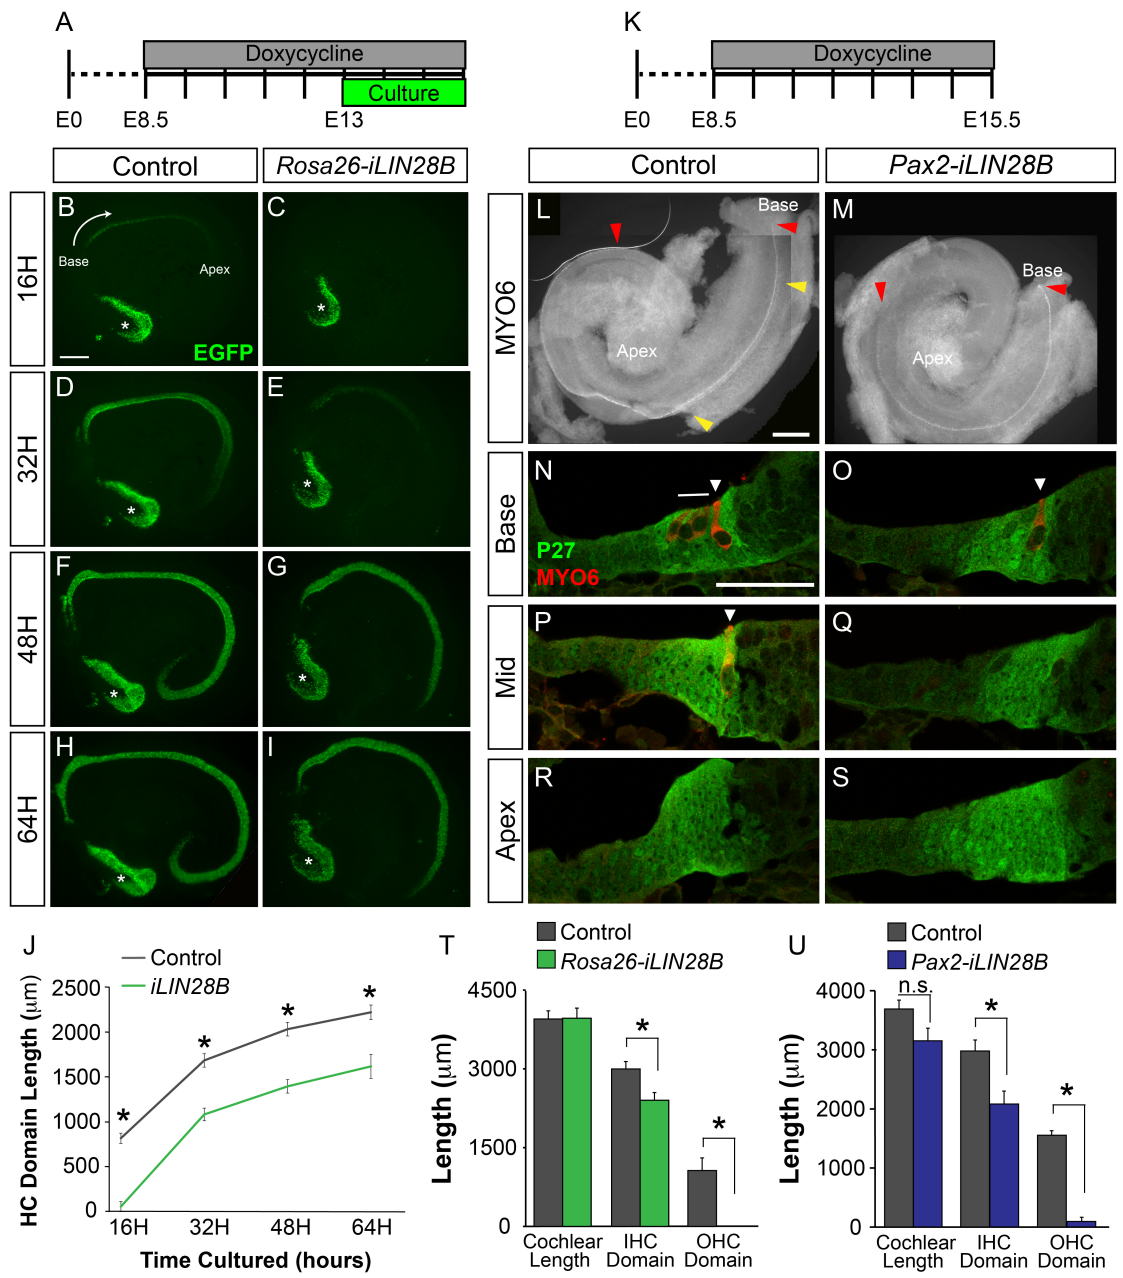 A
Doxycycline
Culture
E0 E8.5 E13
K
Doxycycline
E0 E8.5 E15.5
Control Rosa26-iLIN28B
Control Pax2-iLIN28B
16H
B
Base
Apex
*
EGFP
C
*
32H
D
*
E
*
48H
F
*
G
*
64H
H
*
I
*
MYO6
L
Base
Apex
M
Base
Apex
Base
N
P27
MYO6
O
Mid
P
Q
Apex
R
S
J
Control
iLIN28B
HC Domain Length (μm)
2500
2000
1500
1000
500
0
* * * *
16H 32H 48H 64H
Time Cultured (hours)
T
Control
Rosa26-iLIN28B
Length (μm)
4500
3000
1500
0
* *
Cochlear Length
IHC Domain
OHC Domain
U
Control
Pax2-iLIN28B
Length (μm)
4000
3000
2000
1000
0
n.s. * *
Cochlear Length
IHC Domain
OHC Domain